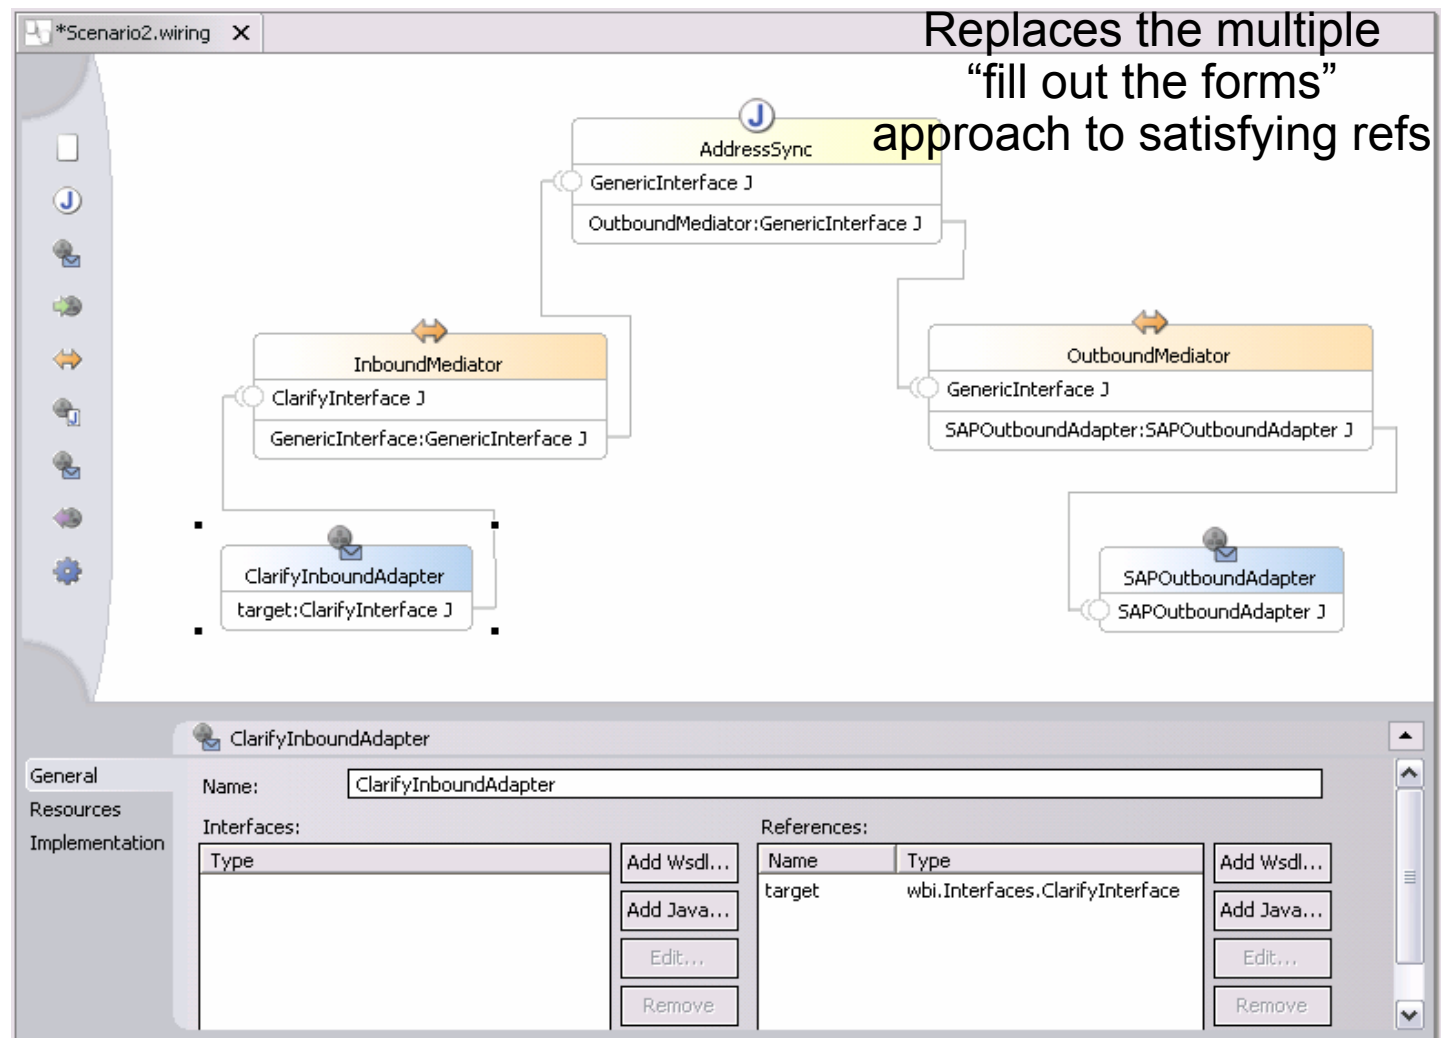 *Scenario2.wiring
Replaces the multiple
“fill out the forms”
approach to satisfying refs
J
AddressSync
GenericInterface J
OutboundMediator:GenericInterface J
J
InboundMediator
ClarifyInterface J
GenericInterface:GenericInterface J
OutboundMediator
GenericInterface J
SAPOutboundAdapter:SAPOutboundAdapter J
J
ClarifyInboundAdapter
target:ClarifyInterface J
SAPOutboundAdapter
SAPOutboundAdapter J
ClarifyInboundAdapter
General
Resources
Implementation
Name: ClarifyInboundAdapter
Interfaces:
Type
Add Wsdl...
Add Java...
Edit...
Remove
References:
Name Type
target wbi.Interfaces.ClarifyInterface
Add Wsdl...
Add Java...
Edit...
Remove